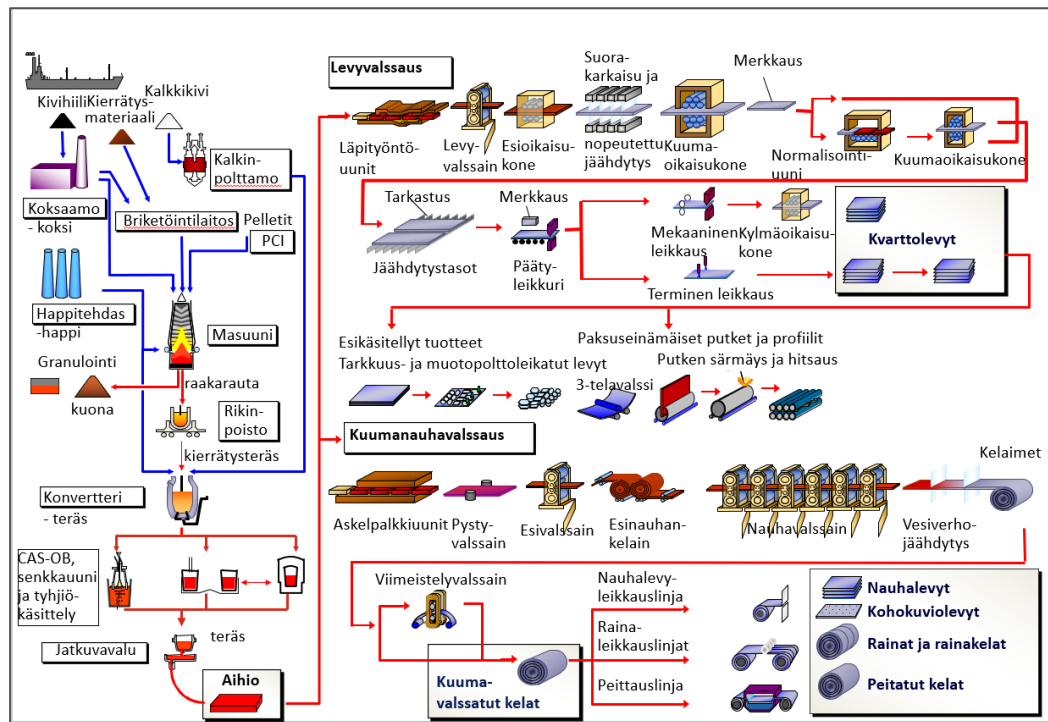 Kivihiili
Kierrätys-
materiaali
Kalkkikivi
Kalkin-
polttamo
Koksaamo
- koksi
Briketöintilaitos
Pelletit
PCI
Happitehdas
-happi
Masuuni
Granulointi
kuona
raakarauta
Rikin-
poisto
kierrätysteräs
Konvertteri
- teräs
CAS-OB,
senkkauuni
ja tyhjiö-
käsittely
Jatkuvavalu
teräs
Aihio
Levyvalssaus
Läpityöntö-
uunit
Levy-
valssain
Esioikaisu-
kone
Suora-
karkaisu ja
nopeutettu
jäähdytys
Kuuma-
oikaisukone
Merkkaus
Normalisointi-
uuni
Kuumaoikaisukone
Tarkastus
Jäähdytystasot
Merkkaus
Pääty-
leikkuri
Mekaaninen
leikkaus
Kylmäoikaisu-
kone
Terminen leikkaus
Kvarttolevyt
Esikäsitellyt tuotteet
Tarkkuus- ja muotopolttoleikatut levyt
Paksuseinämäiset putket ja profiilit
Putken särmäys ja hitsaus
3-telavalssi
Kuumanauhavalssaus
Askelpalkkiuunit
Pysty-
valssain
Esivalssain
Esinauhan-
kelain
Nauhavalssain
Vesiverho-
jäähdytys
Kelaimet
Viimeistelyvalssain
Kuuma-
valssatut kelat
Nauhalevy-
leikkauslinja
Raina-
leikkauslinjat
Peittauslinja
Nauhalevyt
Kohokuviolevyt
Rainat ja rainakelat
Peitatut kelat